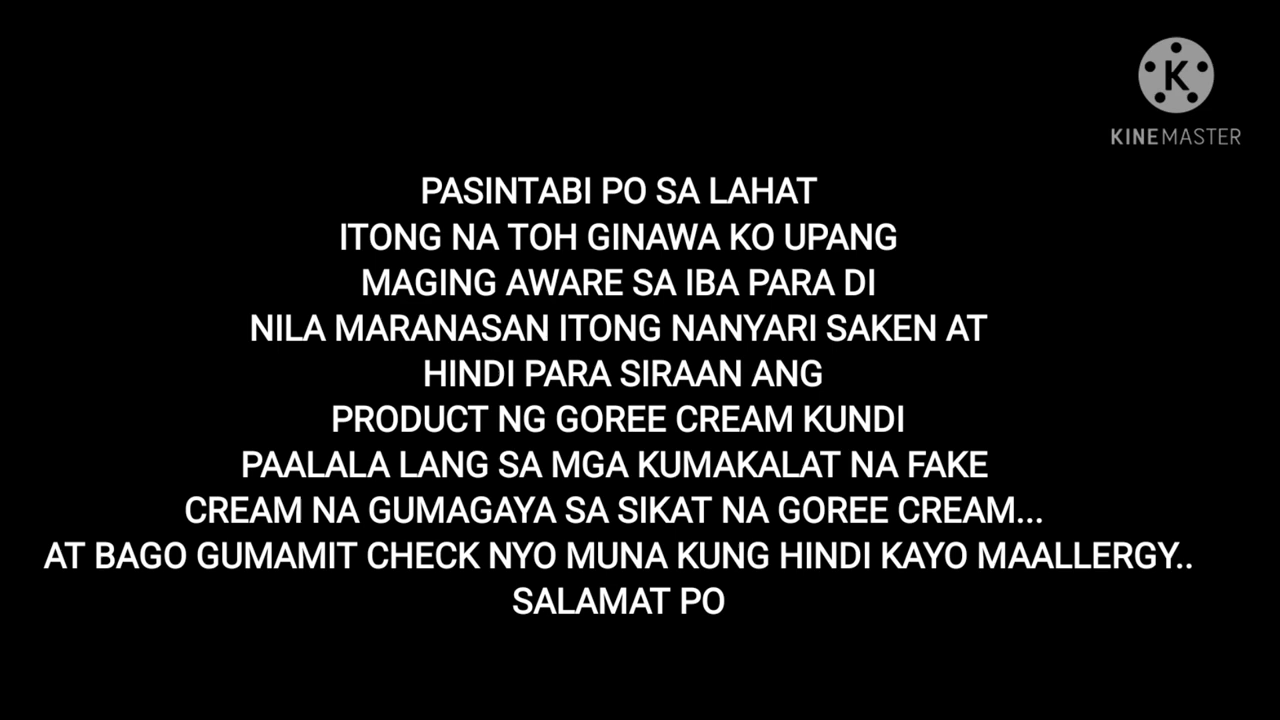 K
KINEMASTER
PASINTABI PO SA LAHAT
ITONG NA TOH GINAWA KO UPANG
MAGING AWARE SA IBA PARA DI
NILA MARANASAN ITONG NANYARI SAKEN AT
HINDI PARA SIRAAN ANG
PRODUCT NG GOREE CREAM KUNDI
PAALALA LANG SA MGA KUMAKALAT NA FAKE
CREAM NA GUMAGAYA SA SIKAT NA GOREE CREAM...
AT BAGO GUMAMIT CHECK NYO MUNA KUNG HINDI KAYO MAALLERGY..
SALAMAT PO